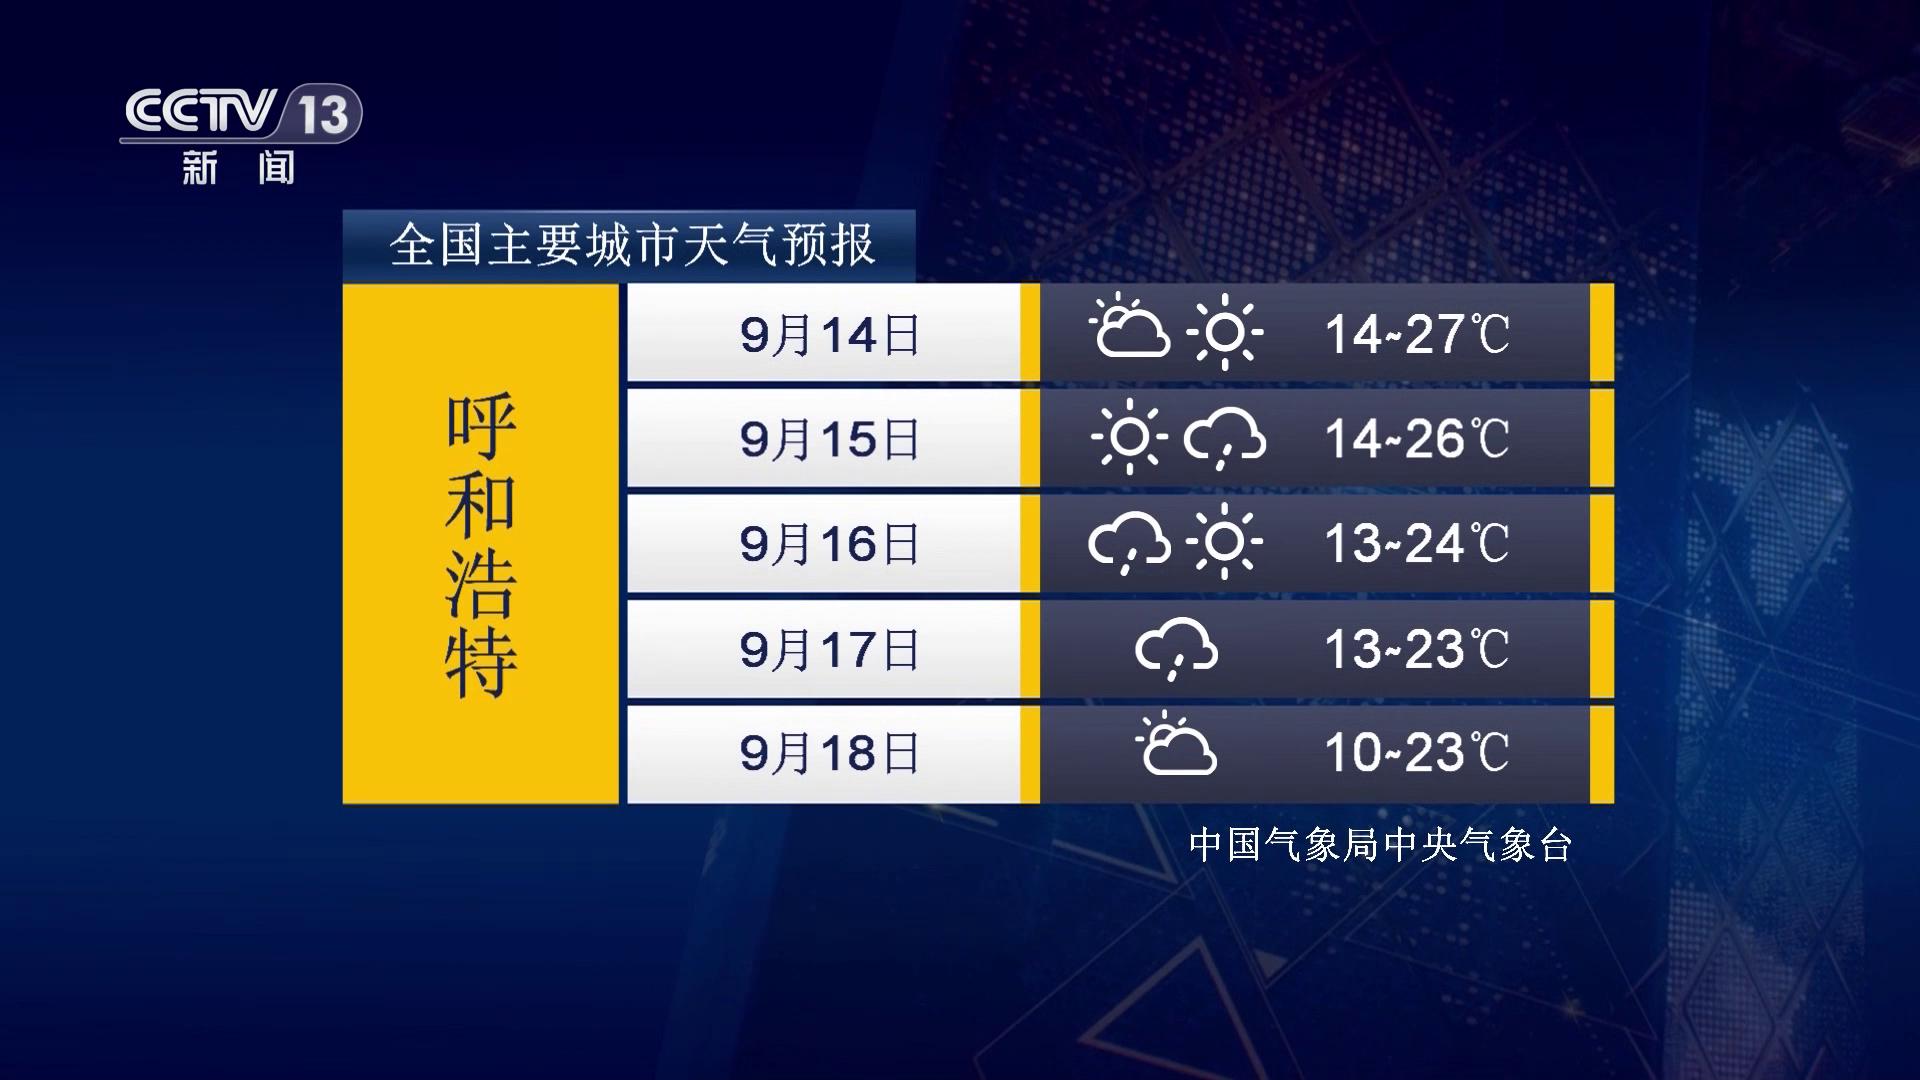 CCTV 13
新闻
全国主要城市天气预报
呼和浩特
9月14日 14~27℃
9月15日 14~26℃
9月16日 13~24℃
9月17日 13~23℃
9月18日 10~23℃
中国气象局中央气象台